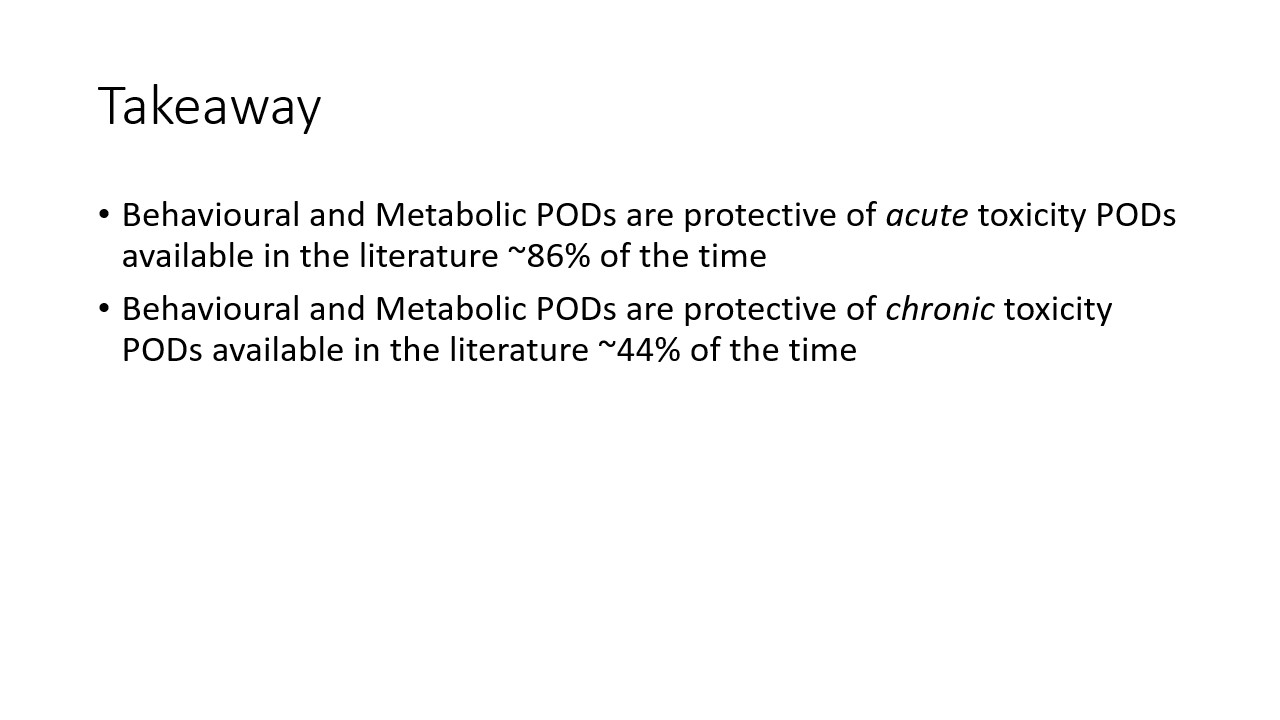 Takeaway
• Behavioural and Metabolic PODs are protective of acute toxicity PODs
available in the literature ~86% of the time
• Behavioural and Metabolic PODs are protective of chronic toxicity
PODs available in the literature ~44% of the time